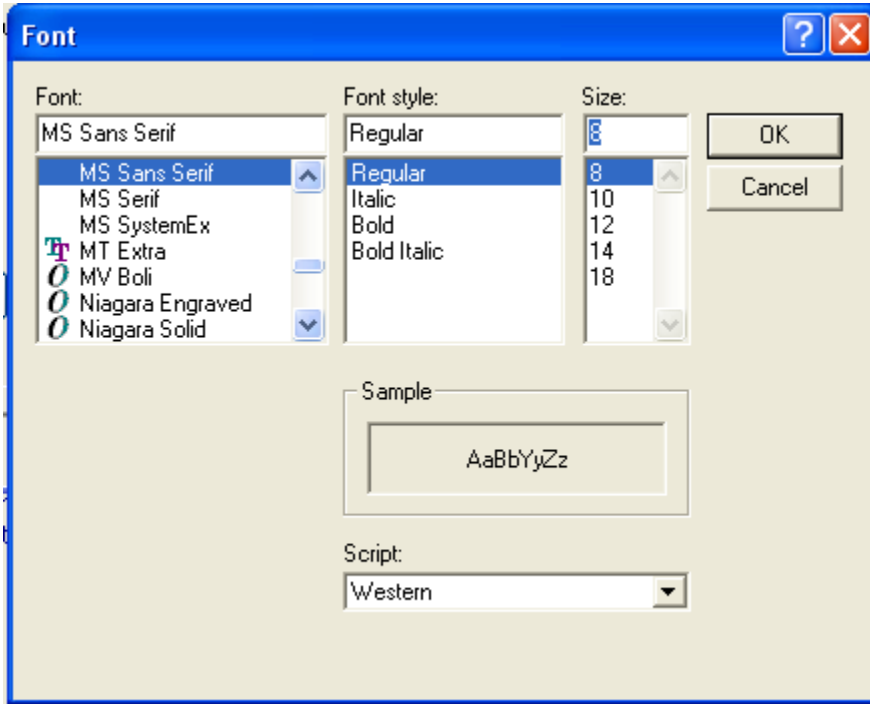 Font
Font:
MS Sans Serif
MS Sans Serif
MS Serif
MS SystemEx
MT Extra
MV Boli
Niagara Engraved
Niagara Solid
Font style:
Regular
Regular
Italic
Bold
Bold Italic
Size:
8
8
10
12
14
18
OK
Cancel
Sample
AaBbYyZz
Script:
Western